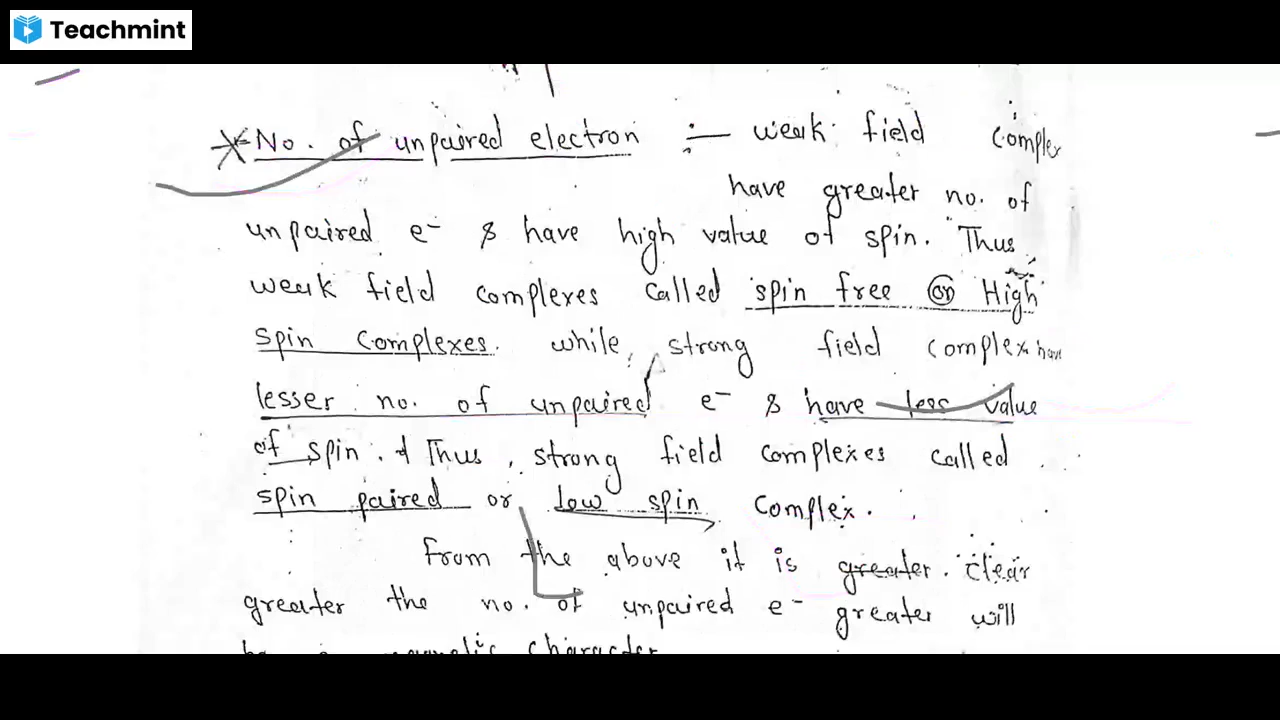 Teachmint
No. of unpaired electron :- weak field complex
have greater no. of
unpaired e- & have high value of spin. Thus
weak field complexes called spin free or High
spin complexes. while, strong field complex have
lesser no. of unpaired e- & have less value
of spin. Thus, strong field complexes called
spin paired or low spin complex.
From the above it is greater. clear
greater the no. of unpaired e- greater will
magnetic character